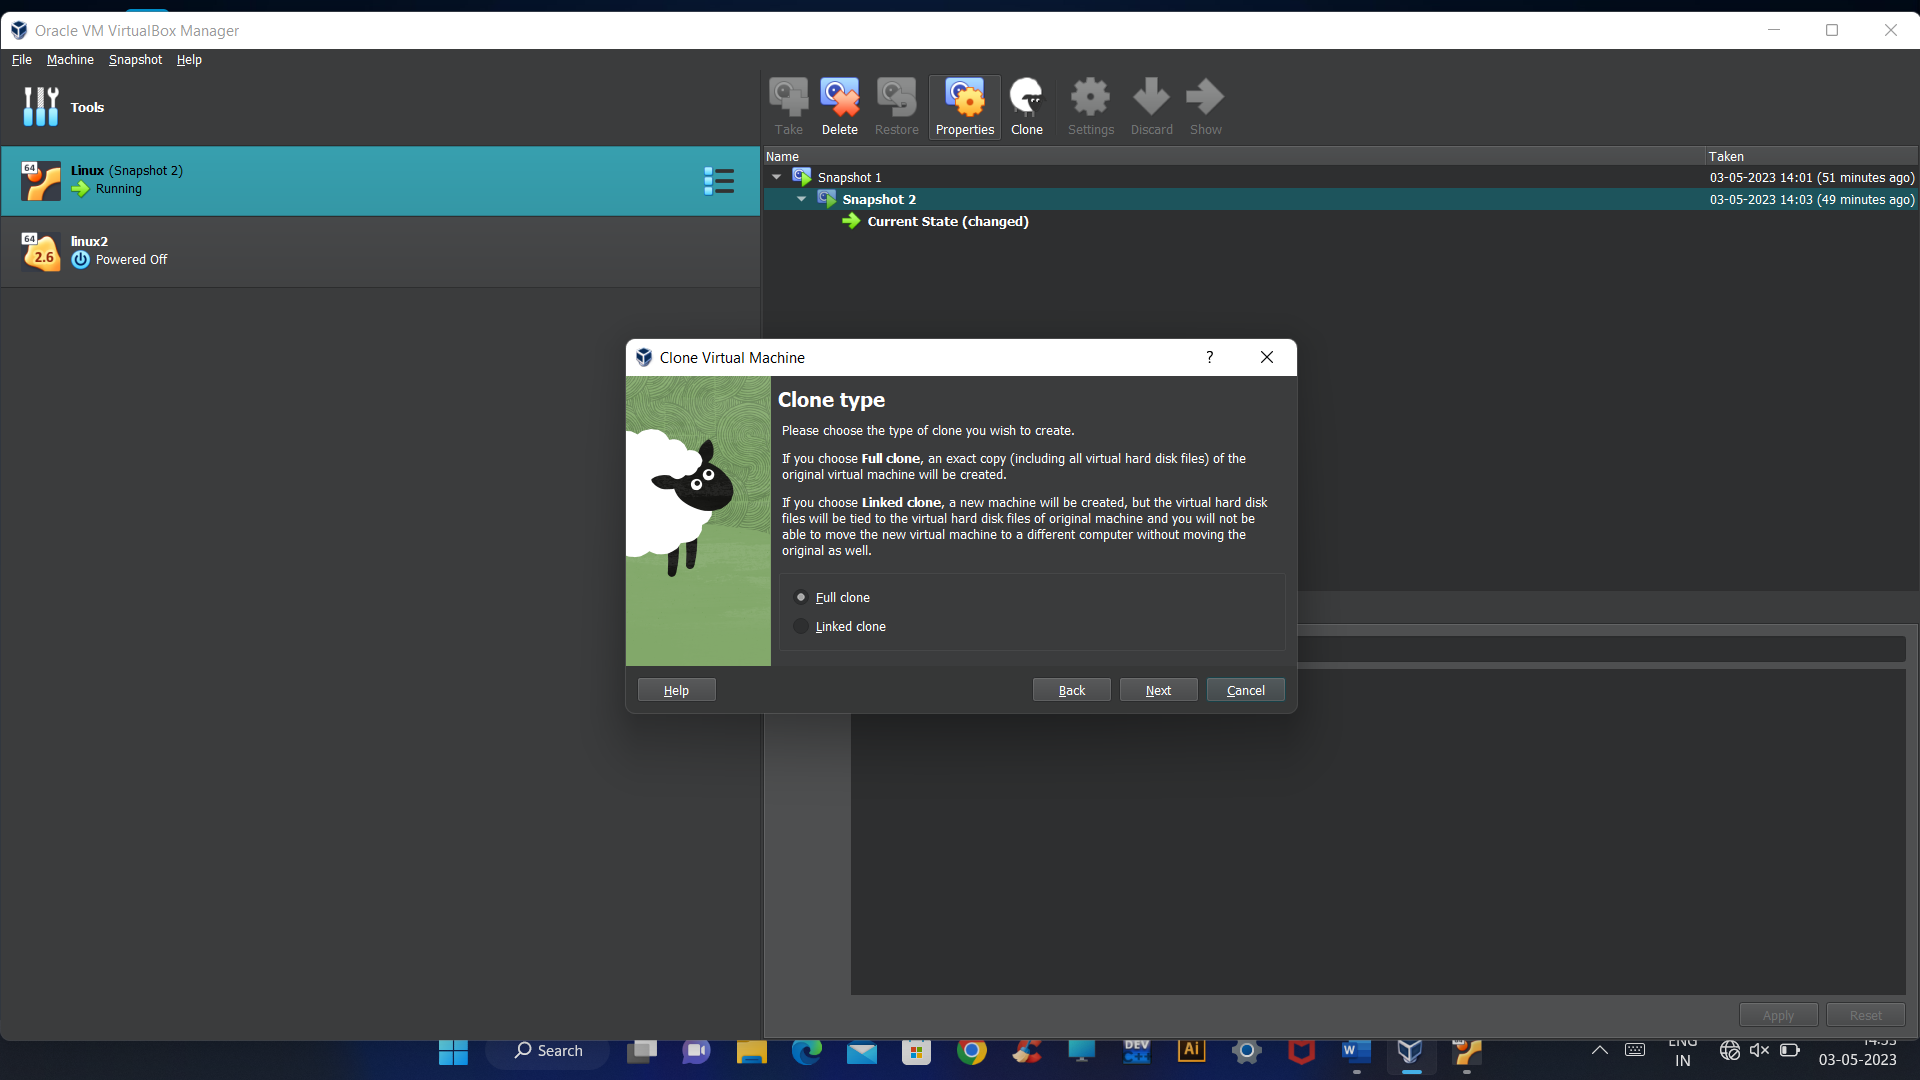 Oracle VM VirtualBox Manager
File Machine Snapshot Help
Tools
Take Delete Restore Properties Clone Settings Discard Show
64
Linux (Snapshot 2)
Running
64
2.6
linux2
Powered Off
Name Taken
Snapshot 1 03-05-2023 14:01 (51 minutes ago)
Snapshot 2 03-05-2023 14:03 (49 minutes ago)
Current State (changed)
Clone Virtual Machine
?
Clone type
Please choose the type of clone you wish to create.
If you choose Full clone, an exact copy (including all virtual hard disk files) of the
original virtual machine will be created.
If you choose Linked clone, a new machine will be created, but the virtual hard disk
files will be tied to the virtual hard disk files of original machine and you will not be
able to move the new virtual machine to a different computer without moving the
original as well.
Full clone
Linked clone
Help Back Next Cancel
Apply Reset
Search
DEV
C++
Ai
W
ENG
IN
03-05-2023